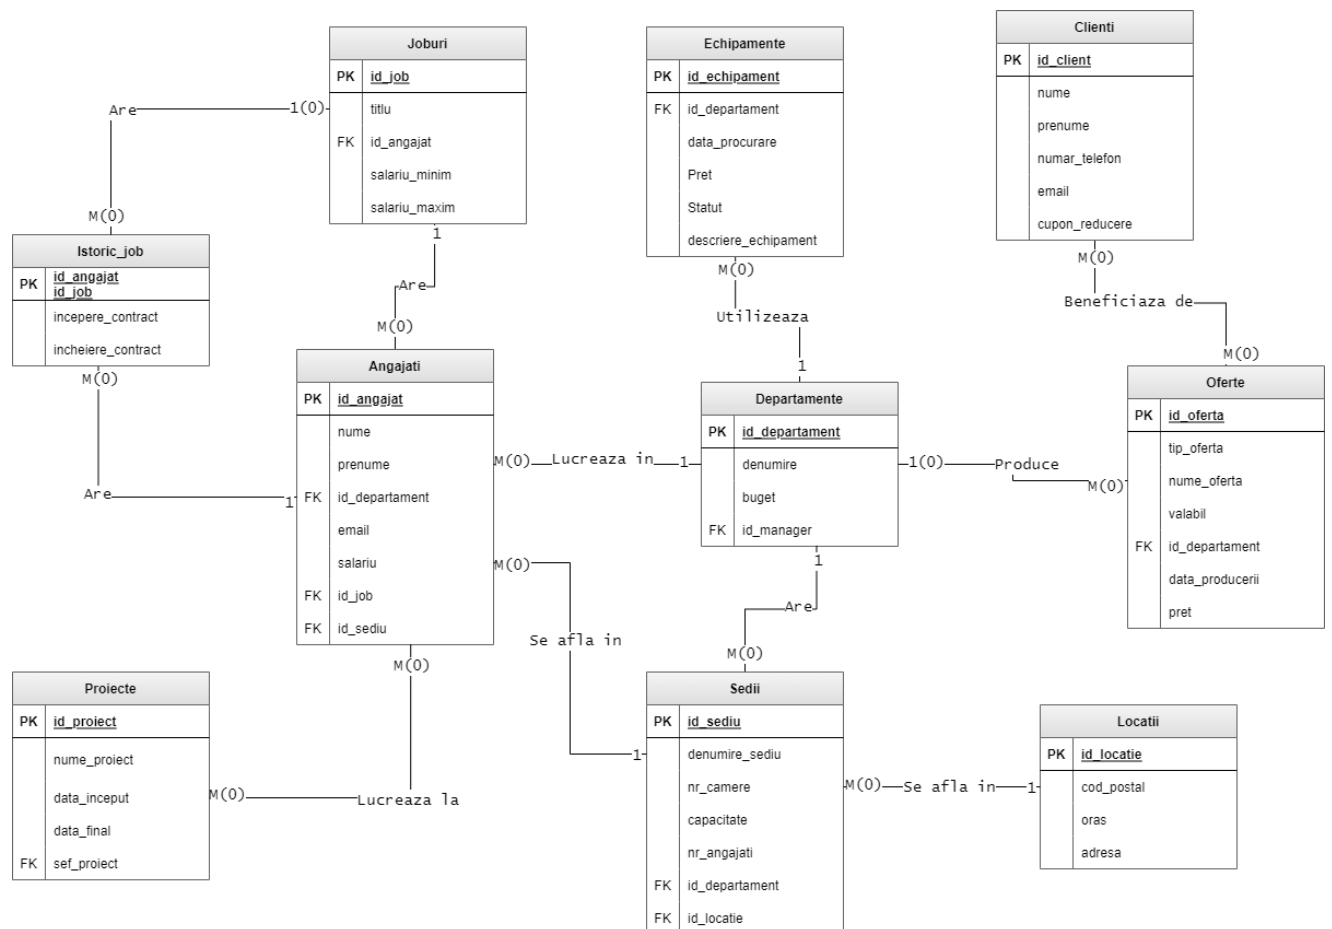 Joburi
PK id_job
titlu
FK id_angajat
salariu_minim
salariu_maxim
Echipamente
PK id_echipament
FK id_departament
data_procurare
Pret
Statut
descriere_echipament
Clienti
PK id_client
nume
prenume
numar_telefon
email
cupon_reducere
Are
1(0)
M(0)
1
Are
M(0)
M(0)
Utilizeaza
1
M(0)
Beneficiaza de
M(0)
Istoric_job
PK id_angajat
id_job
incepere_contract
incheiere_contract
M(0)
Are
1
Angajati
PK id_angajat
nume
prenume
FK id_departament
email
salariu
FK id_job
FK id_sediu
M(0) Lucreaza in 1
Departamente
PK id_departament
denumire
buget
FK id_manager
1(0) Produce M(0)
Oferte
PK id_oferta
tip_oferta
nume_oferta
valabil
FK id_departament
data_producerii
pret
M(0)
Se afla in
1
1
Are
M(0)
M(0)
Lucreaza la
M(0)
Proiecte
PK id_proiect
nume_proiect
data_inceput
data_final
FK sef_proiect
Sedii
PK id_sediu
denumire_sediu
nr_camere
capacitate
nr_angajati
FK id_departament
FK id_locatie
M(0) Se afla in 1
Locatii
PK id_locatie
cod_postal
oras
adresa